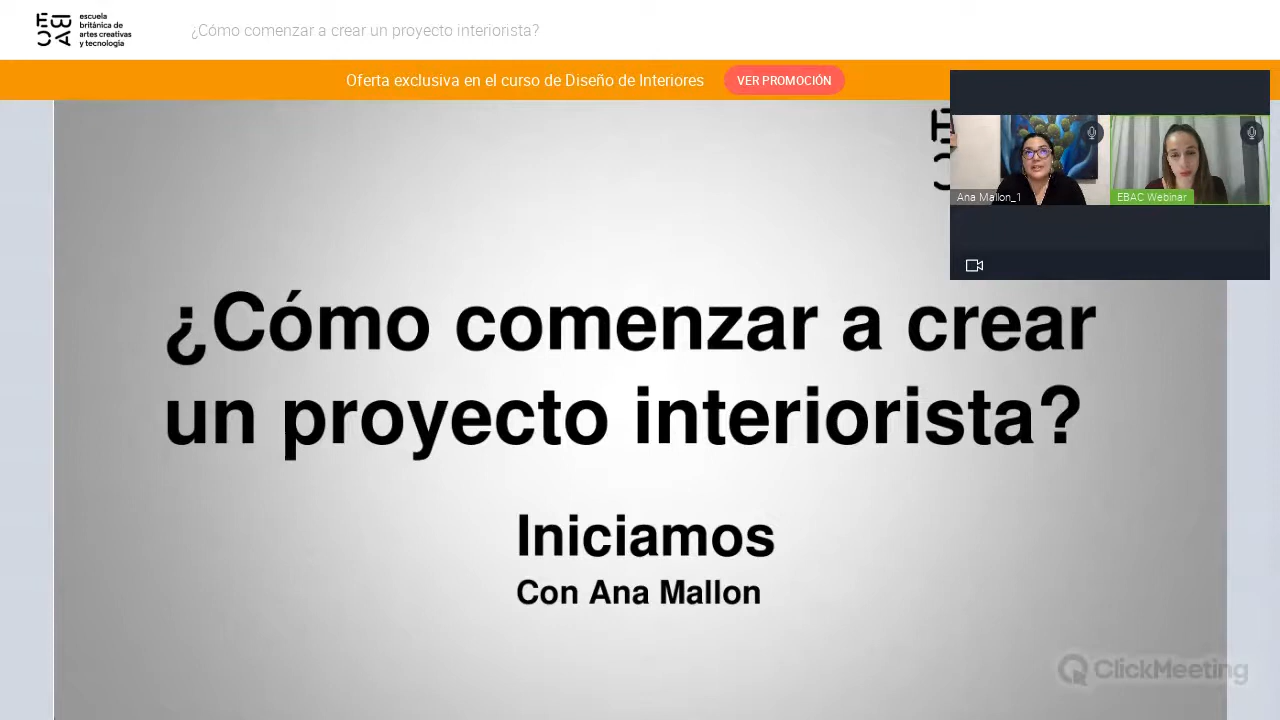 escuela
británica de
artes creativas
y tecnología
EBAC
¿Cómo comenzar a crear un proyecto interiorista?
Oferta exclusiva en el curso de Diseño de Interiores
VER PROMOCIÓN
Ana Mallon_1
EBAC Webinar
¿Cómo comenzar a crear
un proyecto interiorista?
Iniciamos
Con Ana Mallon
ClickMeeting